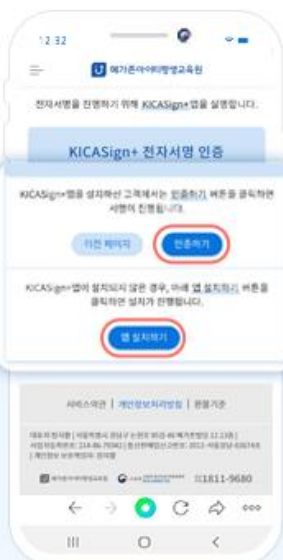 12:32
메가존아이티평생교육원
전자서명을 진행하기 위해 KICASign+앱을 실행합니다.
KICASign+ 전자서명 인증
KICASign+앱을 설치하신 고객에서는 인증하기 버튼을 클릭하면
서명이 진행됩니다.
이전 페이지
인증하기
KICASign+앱이 설치되지 않은 경우, 아래 앱 설치하기 버튼을
클릭하면 설치가 진행됩니다.
앱 설치하기
서비스약관 | 개인정보처리방침 | 환불기준
1811-9680